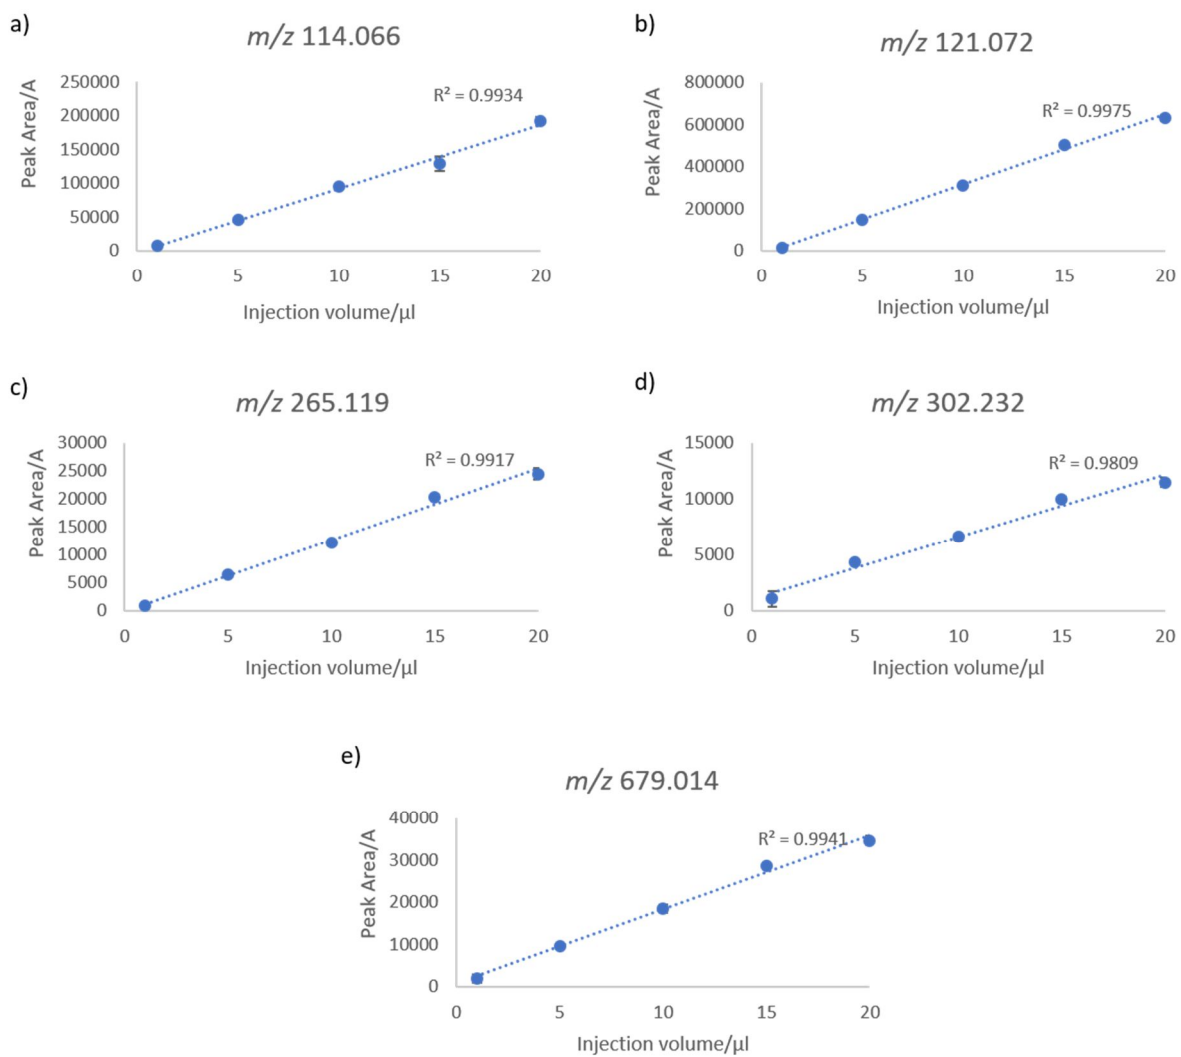 a)
m/z 114.066
250000
200000
150000
100000
50000
0
Peak Area/A
R² = 0.9934
0 5 10 15 20
Injection volume/µl
b)
m/z 121.072
800000
600000
400000
200000
0
Peak Area/A
R² = 0.9975
0 5 10 15 20
Injection volume/µl
c)
m/z 265.119
30000
25000
20000
15000
10000
5000
0
Peak Area/A
R² = 0.9917
0 5 10 15 20
Injection volume/µl
d)
m/z 302.232
15000
10000
5000
0
Peak Area/A
R² = 0.9809
0 5 10 15 20
Injection volume/µl
e)
m/z 679.014
40000
30000
20000
10000
0
Peak Area/A
R² = 0.9941
0 5 10 15 20
Injection volume/µl